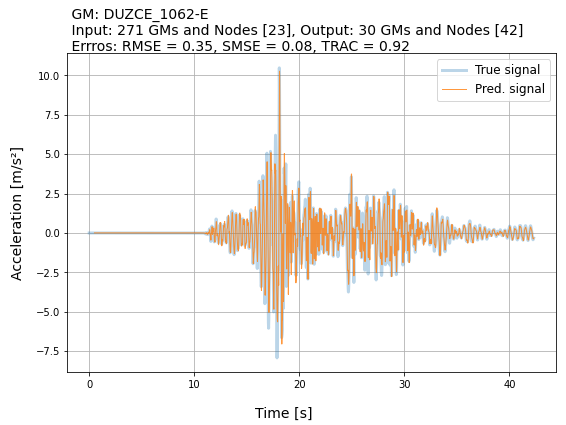 GM: DUZCE_1062-E
Input: 271 GMs and Nodes [23], Output: 30 GMs and Nodes [42]
Errros: RMSE = 0.35, SMSE = 0.08, TRAC = 0.92
True signal
Pred. signal
10.0
7.5
5.0
2.5
0.0
−2.5
−5.0
−7.5
Acceleration [m/s²]
0 10 20 30 40
Time [s]